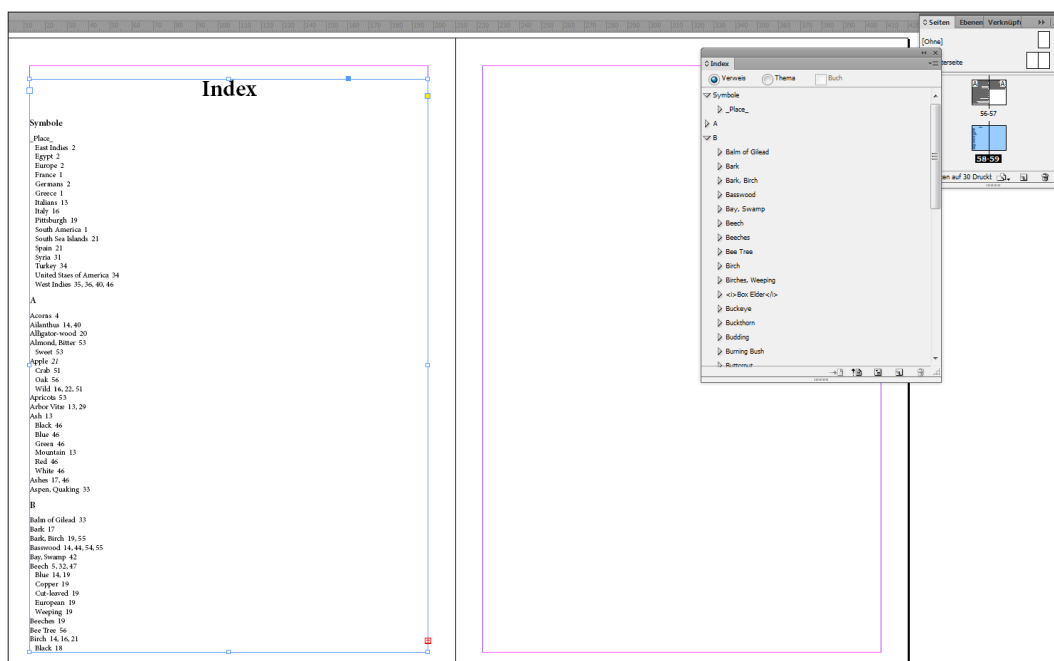 Index
Symbole
_Place_
East Indies 2
Egypt 2
Europe 2
France 1
Germans 2
Greece 1
Italians 13
Italy 16
Pittsburgh 19
South America 1
South Sea Islands 21
Spain 21
Syria 31
Turkey 34
United Staes of America 34
West Indies 35, 36, 40, 46
A
Acorns 4
Ailanthus 14, 40
Alligator-wood 20
Almond, Bitter 53
Sweet 53
Apple 21
Crab 51
Oak 56
Wild 16, 22, 51
Apricots 53
Arbor Vitæ 13, 29
Ash 13
Black 46
Blue 46
Green 46
Mountain 13
Red 46
White 46
Ashes 17, 46
Aspen, Quaking 33
B
Balm of Gilead 33
Bark 17
Bark, Birch 19, 55
Basswood 14, 44, 54, 55
Bay, Swamp 42
Beech 5, 32, 47
Blue 14, 19
Copper 19
Cut-leaved 19
European 19
Weeping 19
Beeches 19
Bee Tree 56
Birch 14, 16, 21
Black 18
Index
Verweis Thema Buch
Symbole
_Place_
A
B
Balm of Gilead
Bark
Bark, Birch
Basswood
Bay, Swamp
Beech
Beeches
Bee Tree
Birch
Birches, Weeping
<i>Box Elder</i>
Buckeye
Buckthorn
Budding
Burning Bush
Butternut
Seiten Ebenen Verknüpf
[Ohne]
terseite
A A
56-57
58-59
en auf 30 Druckb